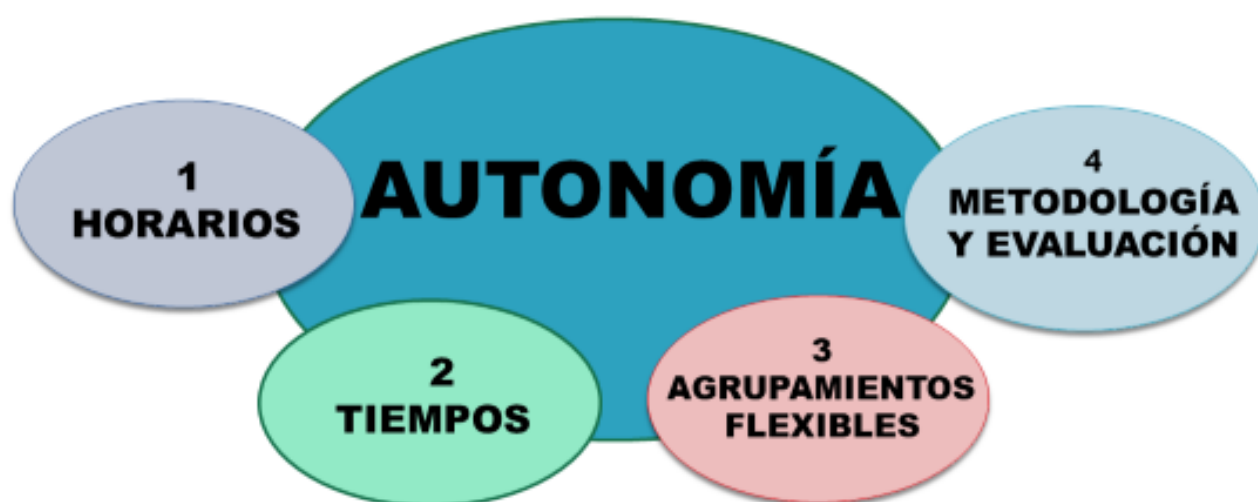 AUTONOMÍA
1
HORARIOS
2
TIEMPOS
3
AGRUPAMIENTOS
FLEXIBLES
4
METODOLOGÍA
Y EVALUACIÓN